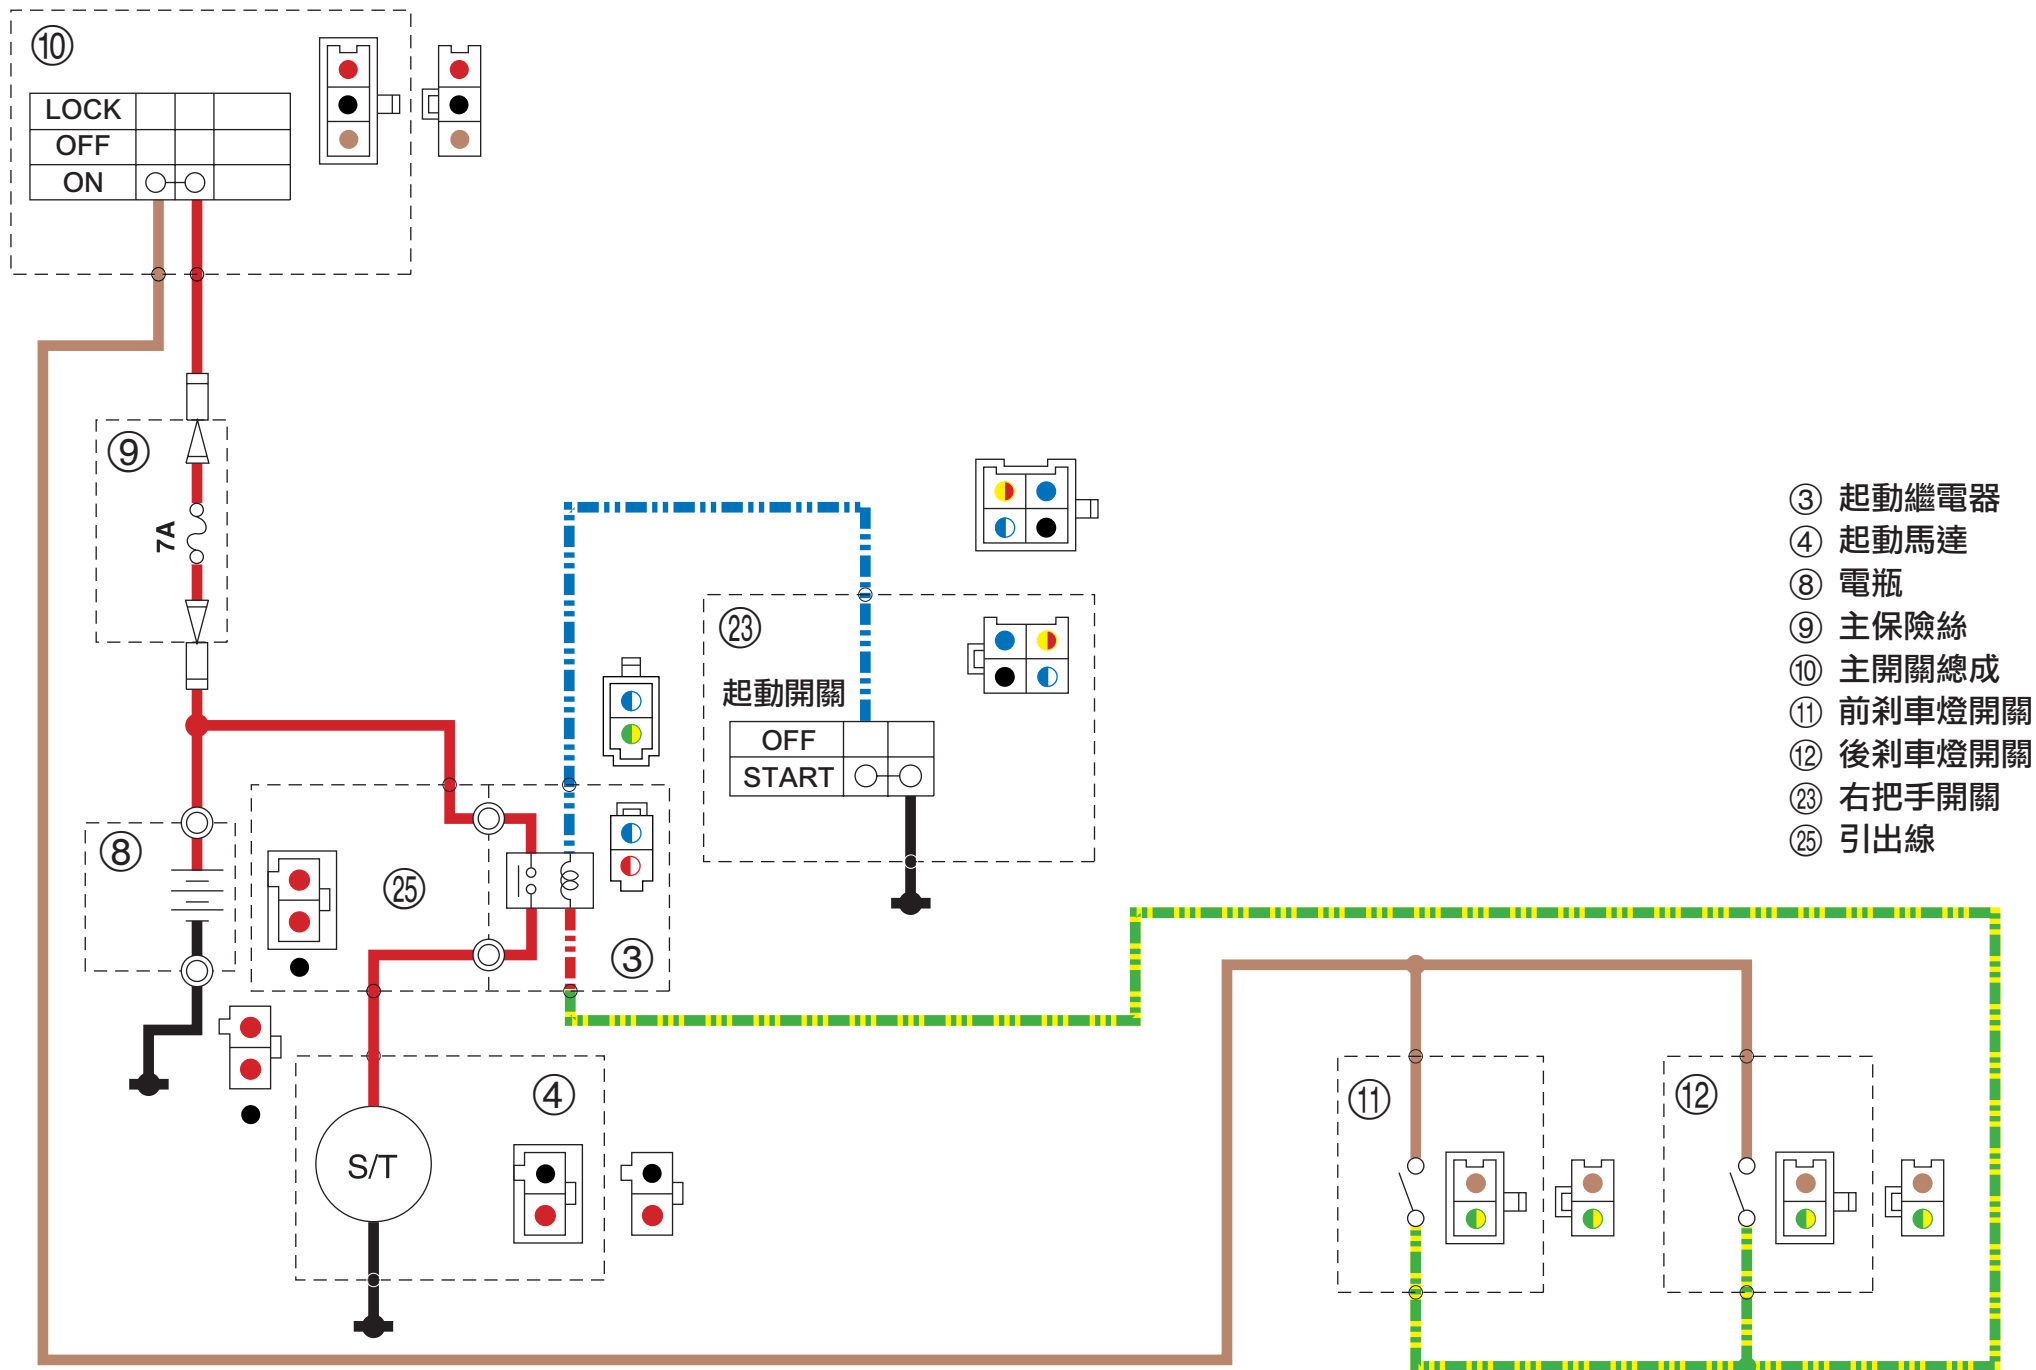 ⑩
LOCK
OFF
ON
⑨
7A
㉓
起動開關
OFF
START
⑧
㉕
③
④
S/T
⑪
⑫
③ 起動繼電器
④ 起動馬達
⑧ 電瓶
⑨ 主保險絲
⑩ 主開關總成
⑪ 前剎車燈開關
⑫ 後剎車燈開關
㉓ 右把手開關
㉕ 引出線